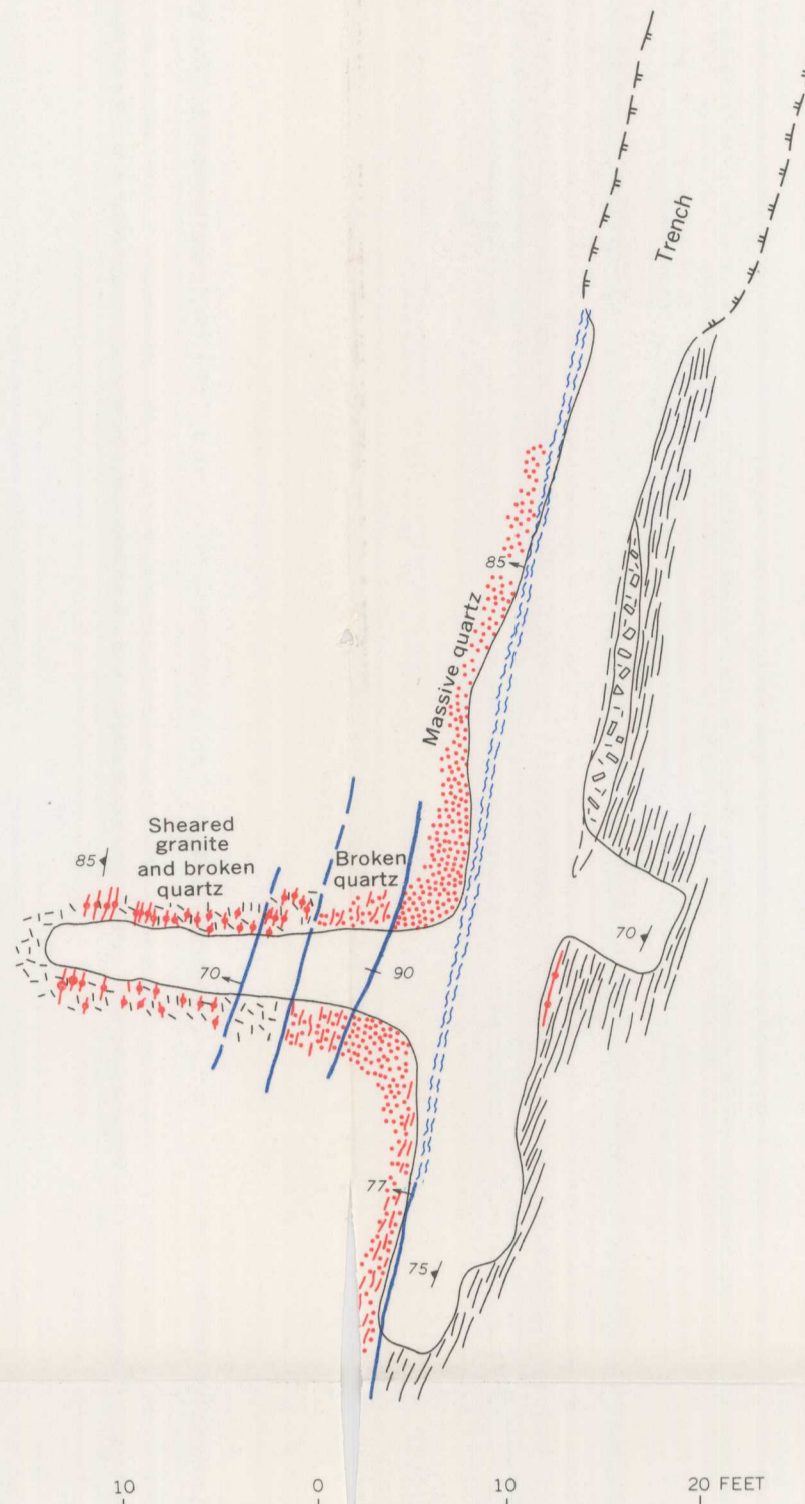 Trench
85
Massive quartz
Sheared
granite
and broken
quartz
85
Broken
quartz
70
90
70
77
75
10 0 10 20 FEET